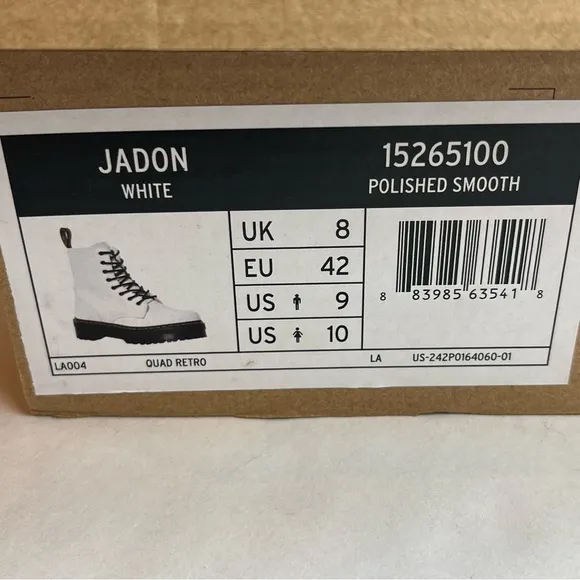 JADON
WHITE
15265100
POLISHED SMOOTH
UK 8
EU 42
US 9
US 10
8 83985 63541 8
LA004 QUAD RETRO
LA US-242P0164060-01